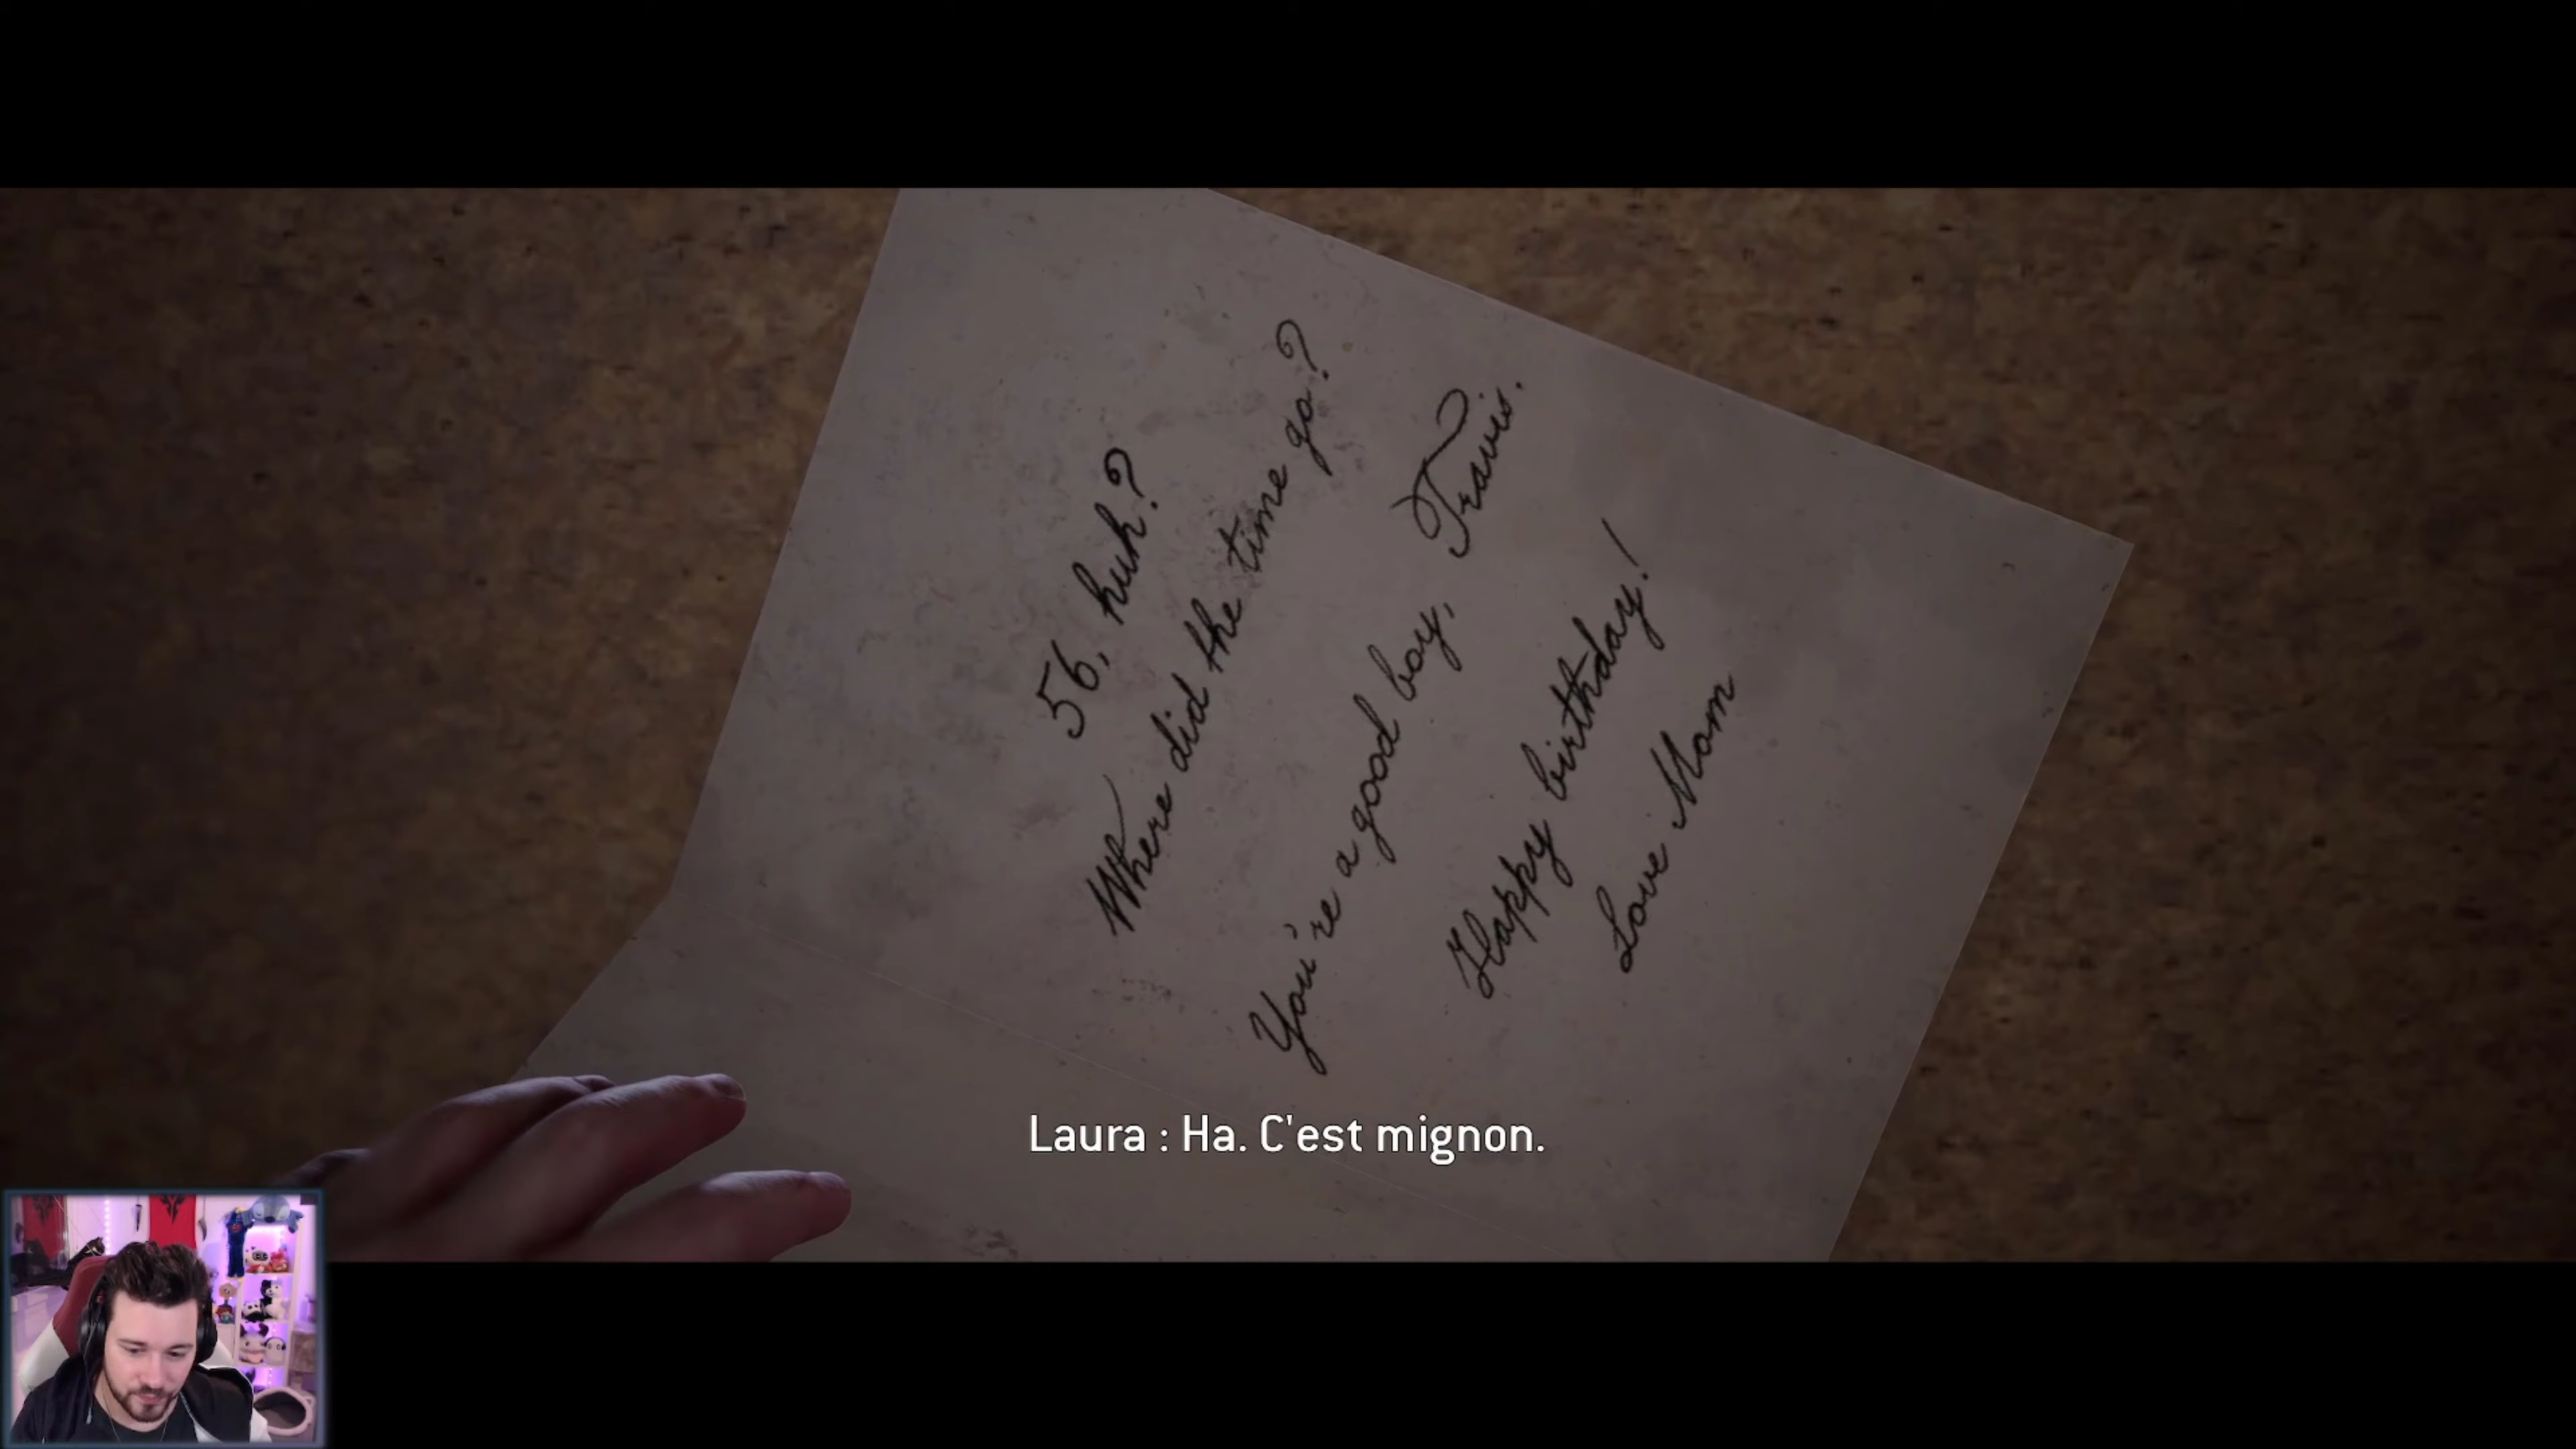 56, huh?
Where did the time go?
You're a good boy, Travis.
Happy birthday!
Love Mom
Laura : Ha. C'est mignon.